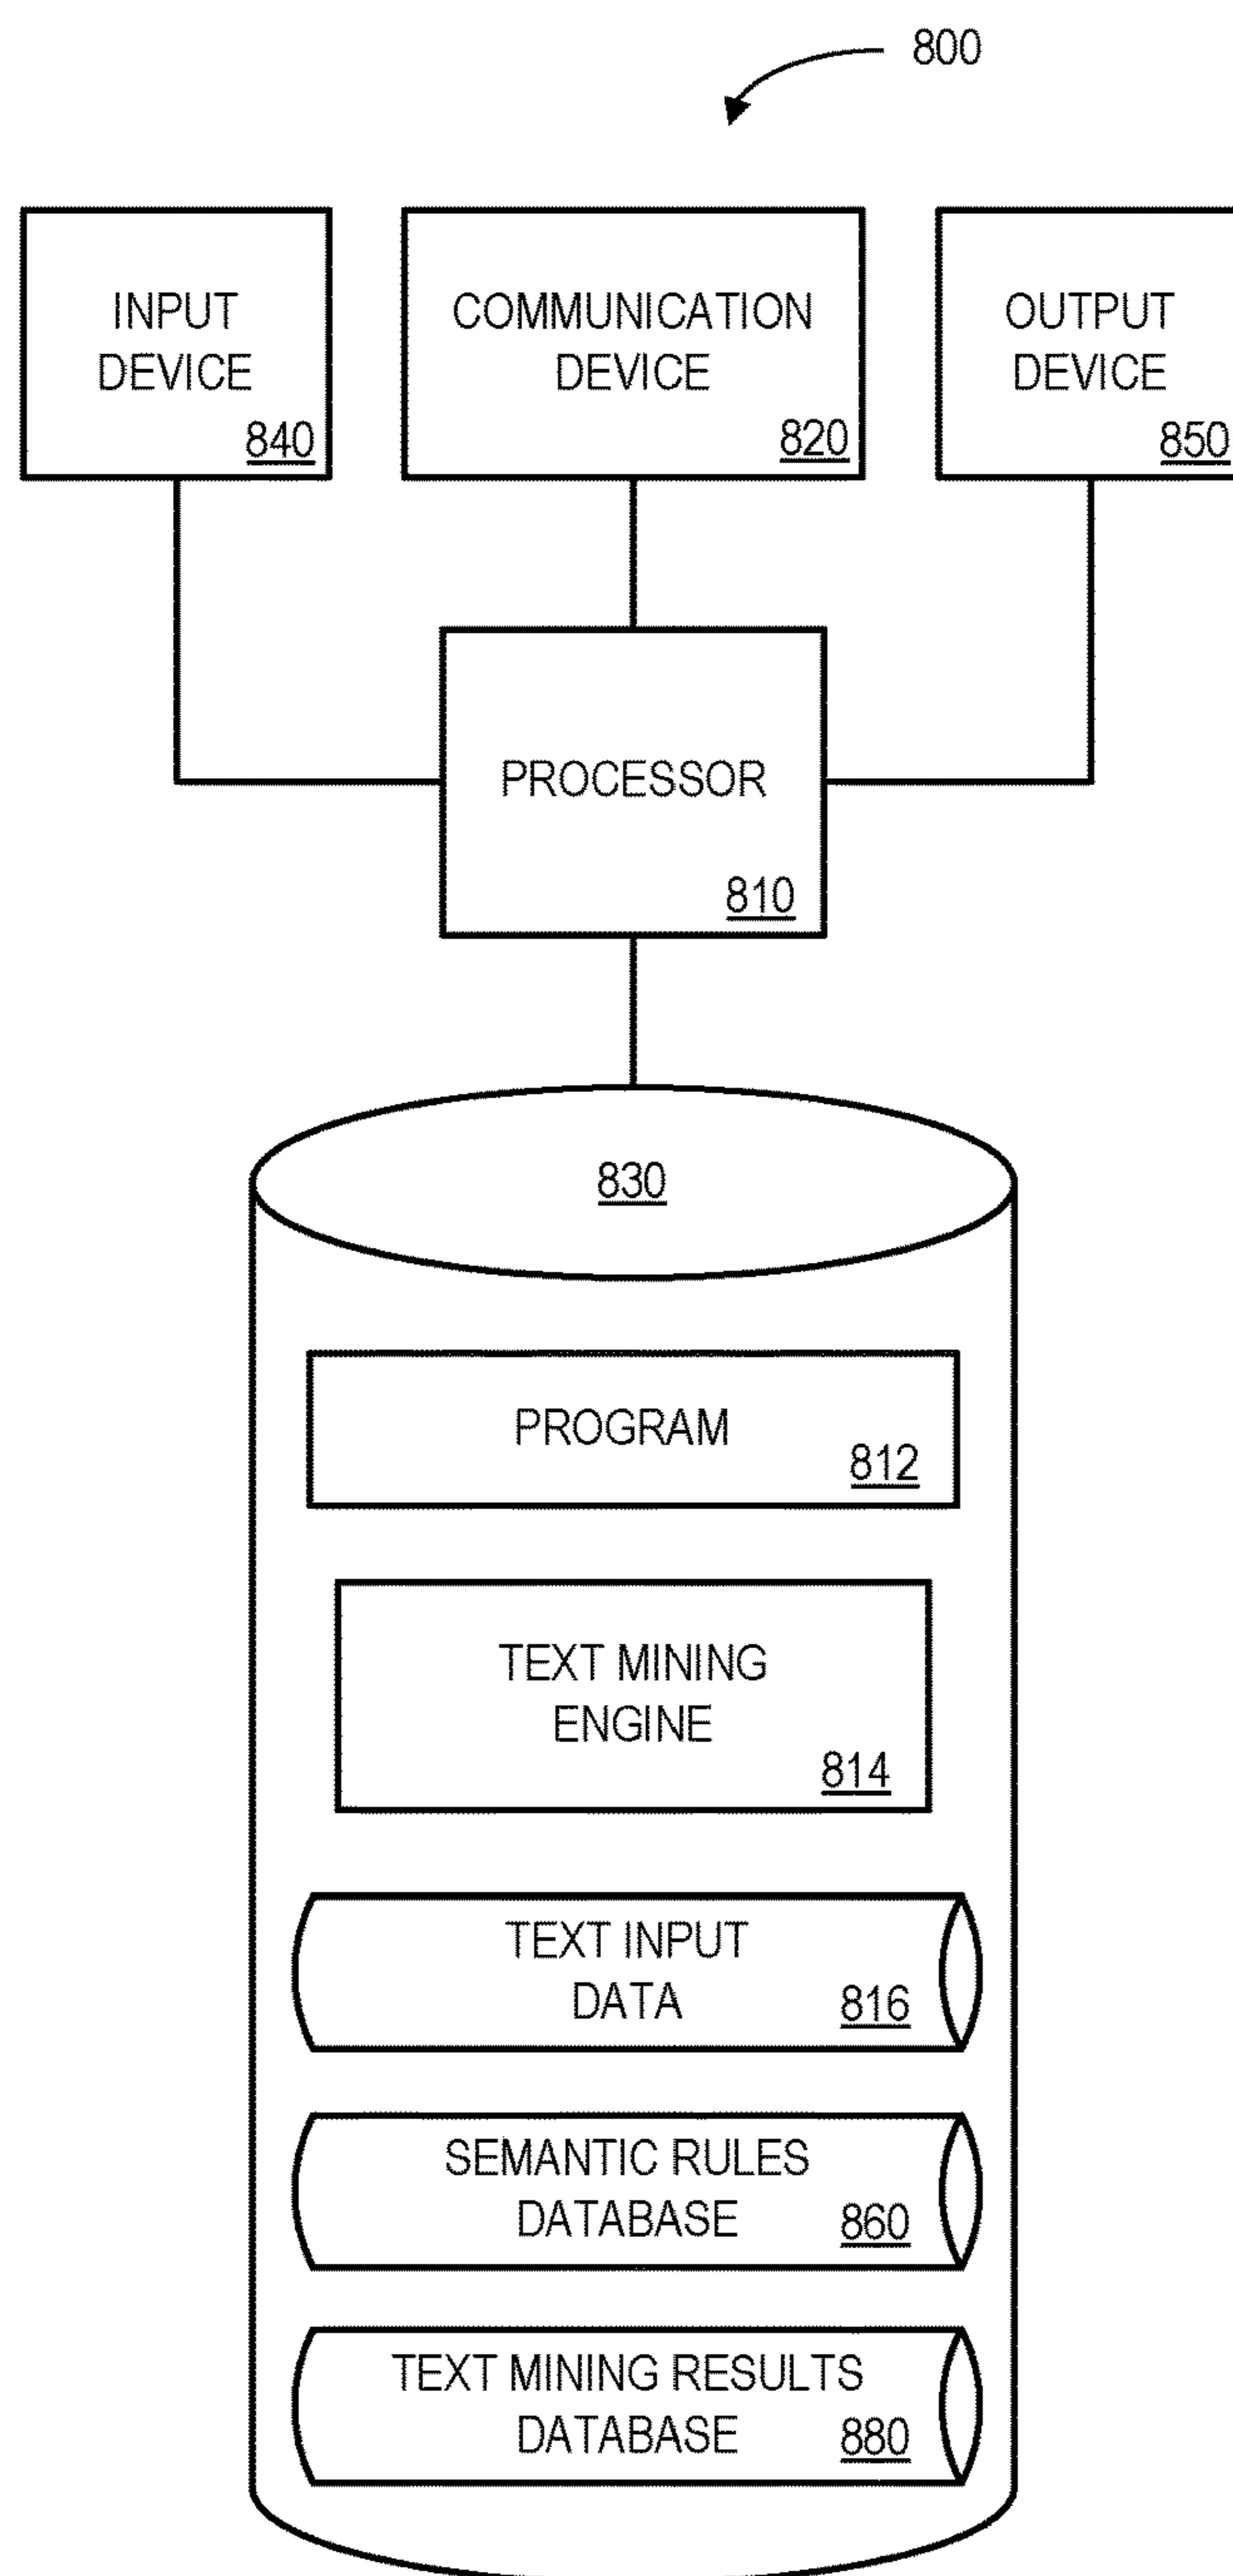 800
INPUT
DEVICE
840
COMMUNICATION
DEVICE
820
OUTPUT
DEVICE
850
PROCESSOR
810
830
PROGRAM
812
TEXT MINING
ENGINE
814
TEXT INPUT
DATA
816
SEMANTIC RULES
DATABASE
860
TEXT MINING RESULTS
DATABASE
880